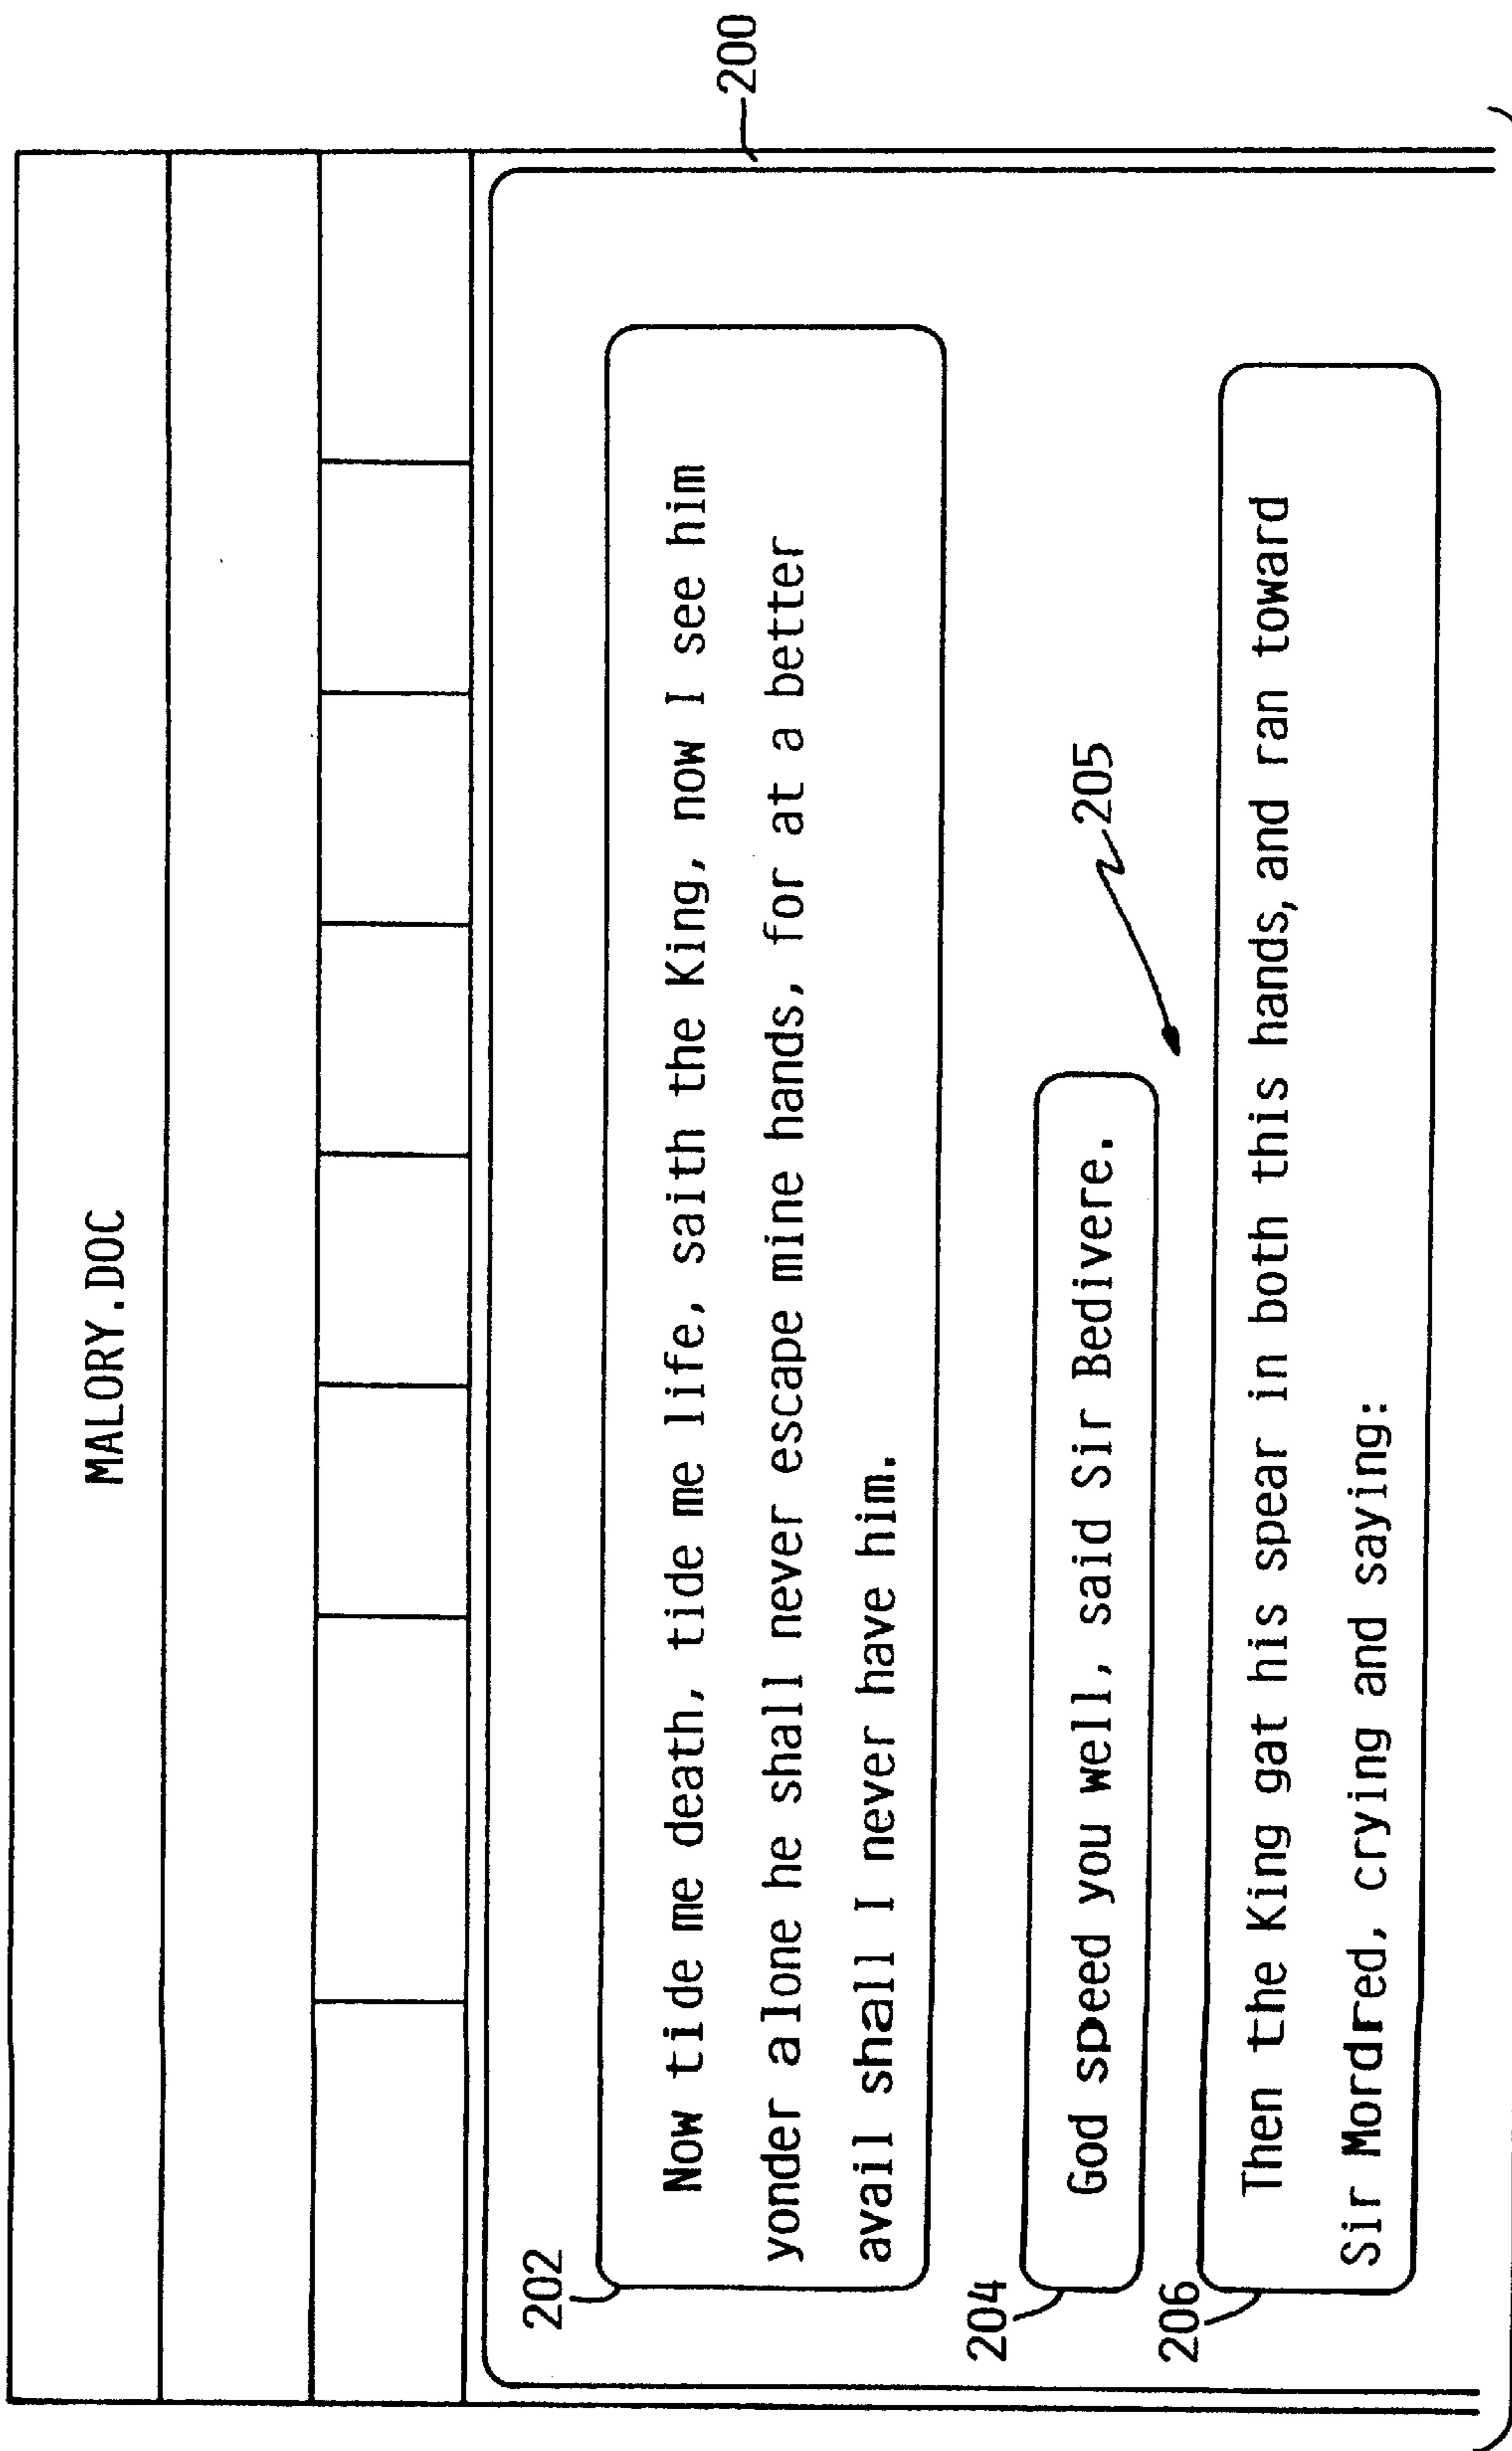 MALORY.DOC
200
202
Now tide me death, tide me life, saith the King, now I see him
yonder alone he shall never escape mine hands, for at a better
avail shall I never have him.
204
God speed you well, said Sir Bedivere.
205
206
Then the King gat his spear in both this hands, and ran toward
Sir Mordred, crying and saying: